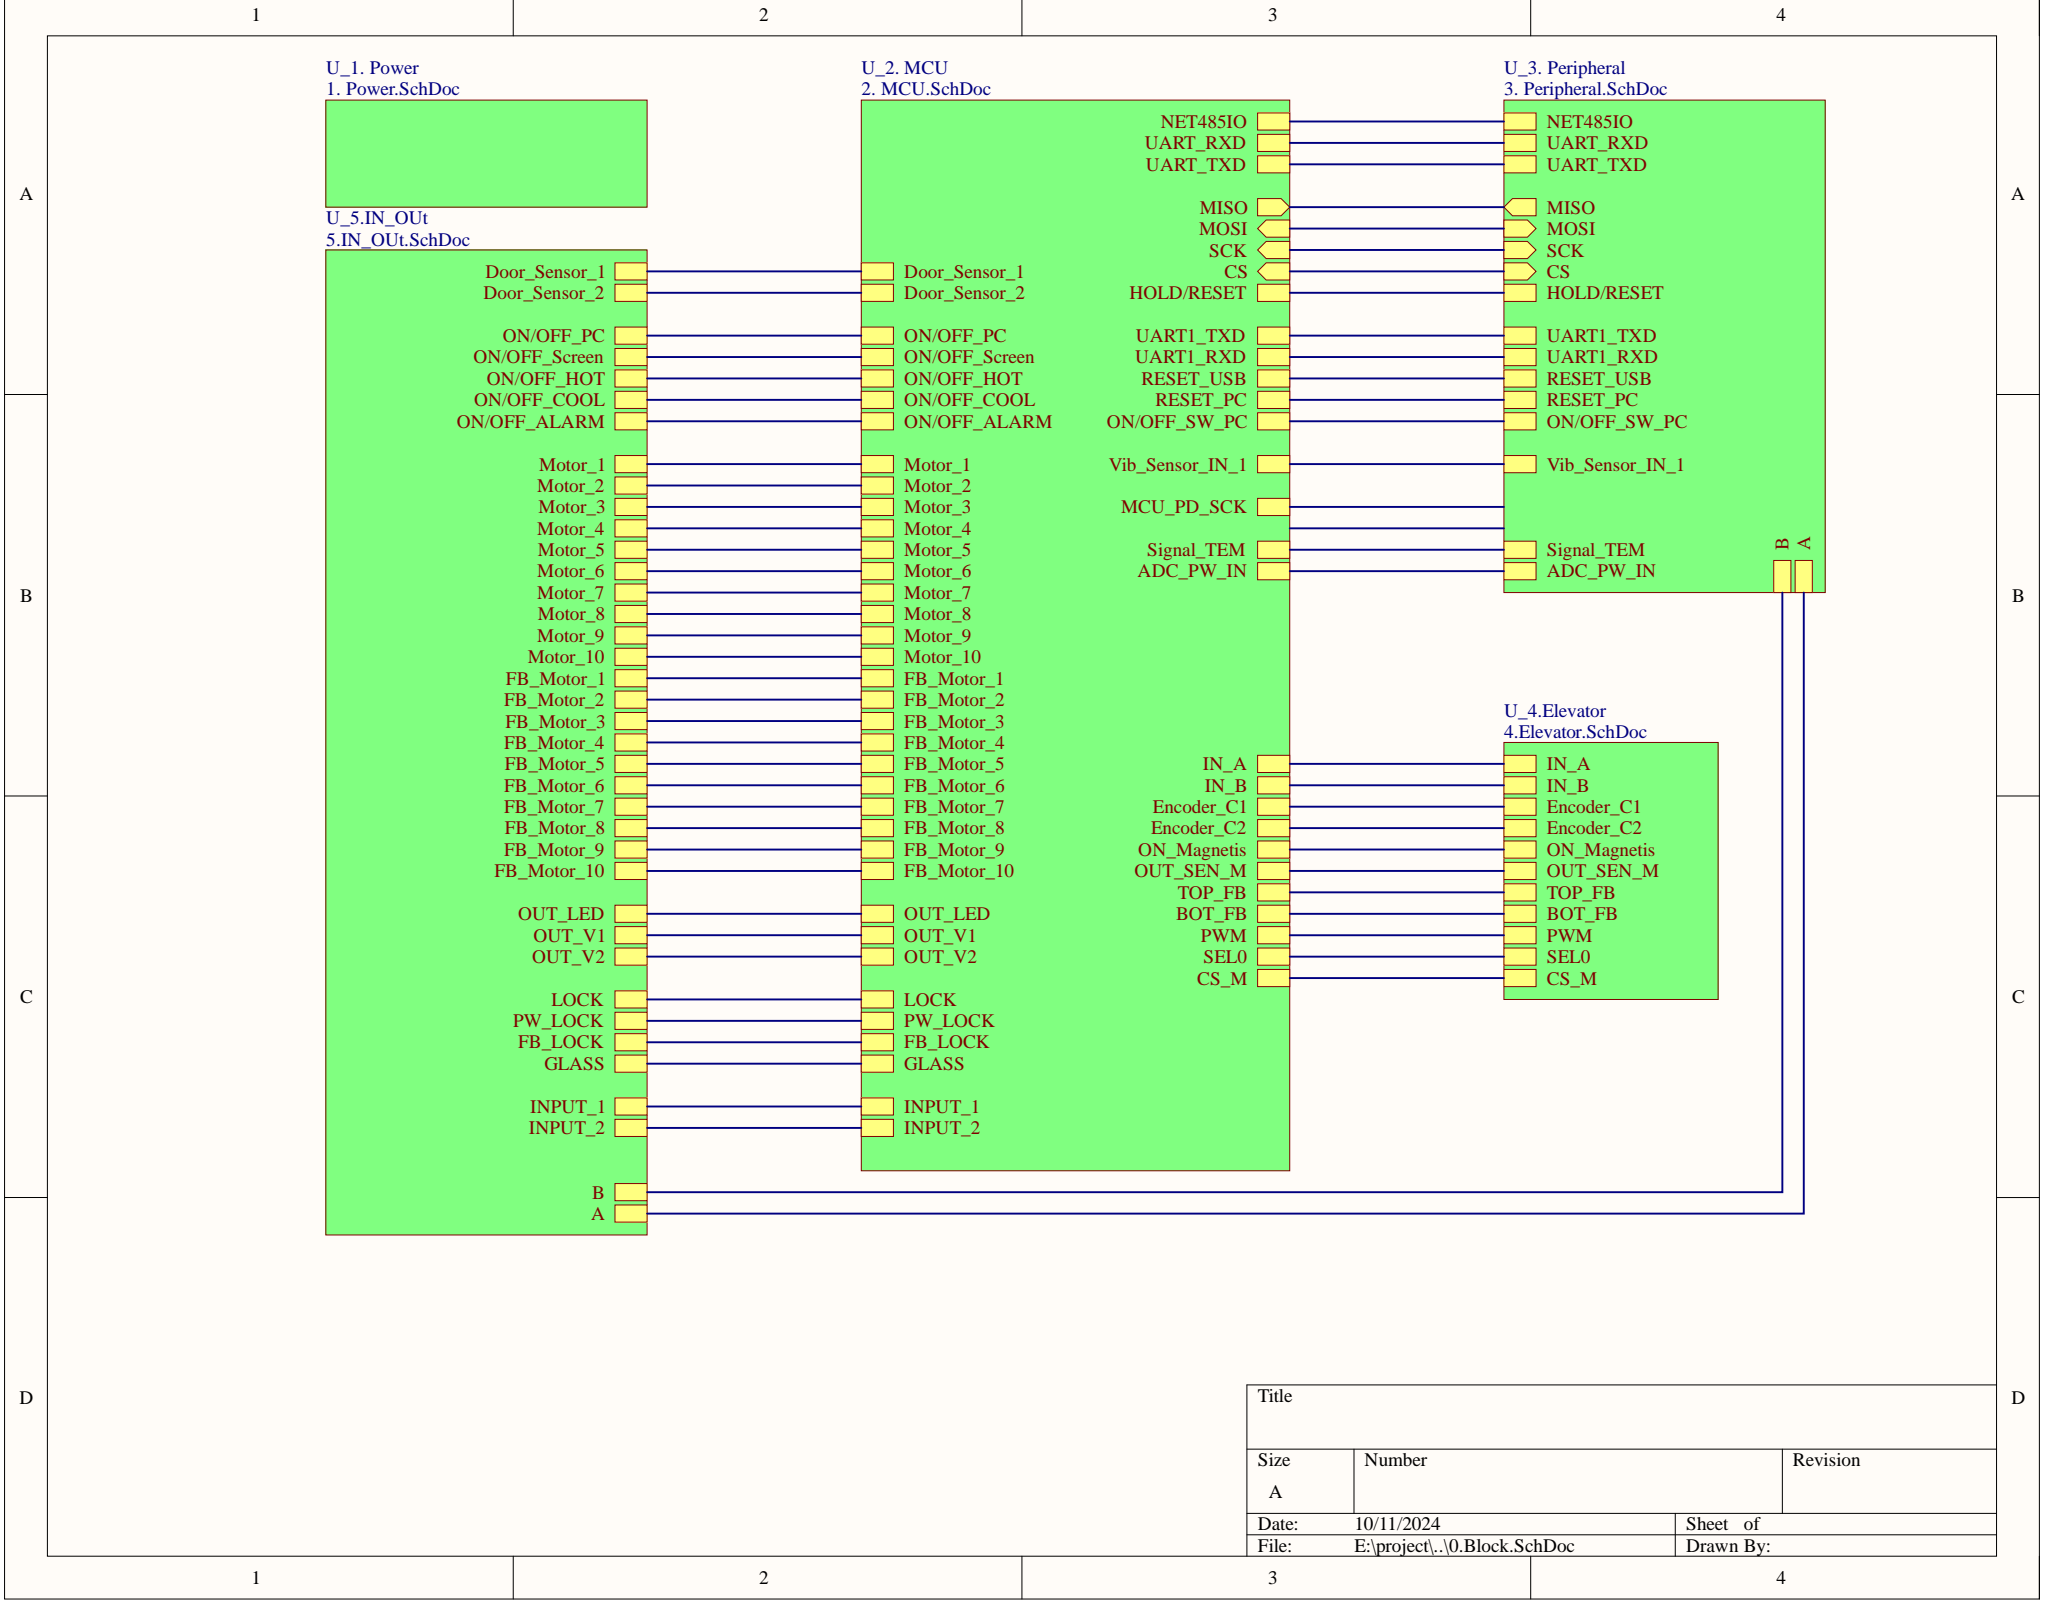 1 2 3 4
A
B
C
D
U_1. Power
1. Power.SchDoc
U_5.IN_OUt
5.IN_OUt.SchDoc
Door_Sensor_1
Door_Sensor_2
ON/OFF_PC
ON/OFF_Screen
ON/OFF_HOT
ON/OFF_COOL
ON/OFF_ALARM
Motor_1
Motor_2
Motor_3
Motor_4
Motor_5
Motor_6
Motor_7
Motor_8
Motor_9
Motor_10
FB_Motor_1
FB_Motor_2
FB_Motor_3
FB_Motor_4
FB_Motor_5
FB_Motor_6
FB_Motor_7
FB_Motor_8
FB_Motor_9
FB_Motor_10
OUT_LED
OUT_V1
OUT_V2
LOCK
PW_LOCK
FB_LOCK
GLASS
INPUT_1
INPUT_2
B
A
U_2. MCU
2. MCU.SchDoc
Door_Sensor_1
Door_Sensor_2
ON/OFF_PC
ON/OFF_Screen
ON/OFF_HOT
ON/OFF_COOL
ON/OFF_ALARM
Motor_1
Motor_2
Motor_3
Motor_4
Motor_5
Motor_6
Motor_7
Motor_8
Motor_9
Motor_10
FB_Motor_1
FB_Motor_2
FB_Motor_3
FB_Motor_4
FB_Motor_5
FB_Motor_6
FB_Motor_7
FB_Motor_8
FB_Motor_9
FB_Motor_10
OUT_LED
OUT_V1
OUT_V2
LOCK
PW_LOCK
FB_LOCK
GLASS
INPUT_1
INPUT_2
NET485IO
UART_RXD
UART_TXD
MISO
MOSI
SCK
CS
HOLD/RESET
UART1_TXD
UART1_RXD
RESET_USB
RESET_PC
ON/OFF_SW_PC
Vib_Sensor_IN_1
MCU_PD_SCK
Signal_TEM
ADC_PW_IN
IN_A
IN_B
Encoder_C1
Encoder_C2
ON_Magnetis
OUT_SEN_M
TOP_FB
BOT_FB
PWM
SEL0
CS_M
U_3. Peripheral
3. Peripheral.SchDoc
NET485IO
UART_RXD
UART_TXD
MISO
MOSI
SCK
CS
HOLD/RESET
UART1_TXD
UART1_RXD
RESET_USB
RESET_PC
ON/OFF_SW_PC
Vib_Sensor_IN_1
Signal_TEM
ADC_PW_IN
B
A
U_4.Elevator
4.Elevator.SchDoc
IN_A
IN_B
Encoder_C1
Encoder_C2
ON_Magnetis
OUT_SEN_M
TOP_FB
BOT_FB
PWM
SEL0
CS_M
A
B
C
D
Title
Size Number Revision
A
Date: 10/11/2024 Sheet of
File: E:\project\..\0.Block.SchDoc Drawn By:
1 2 3 4